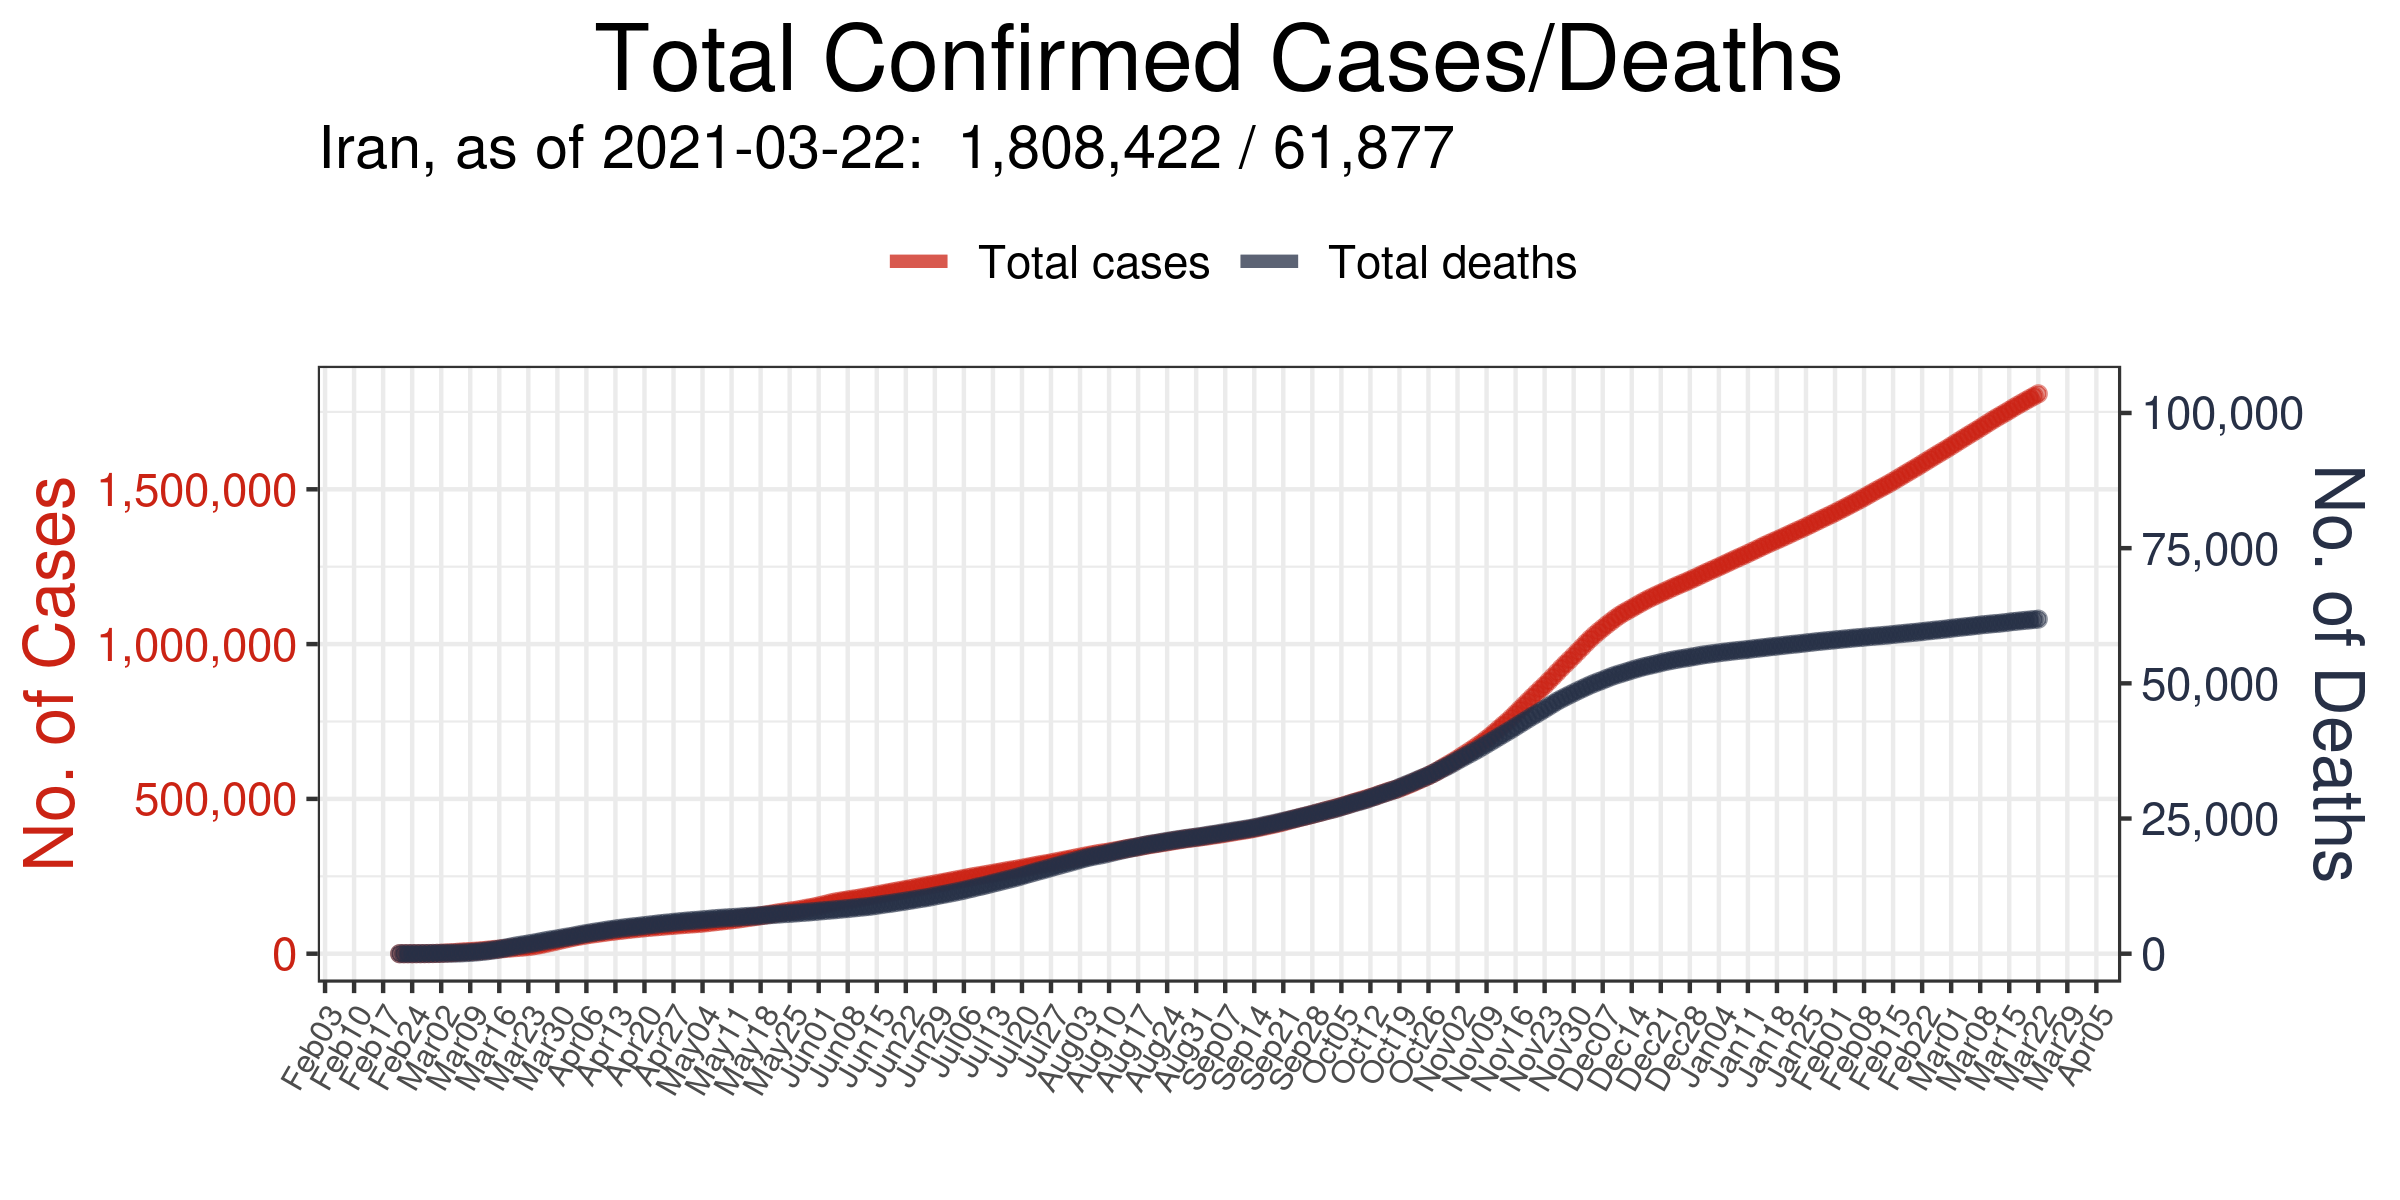 Total Confirmed Cases/Deaths
Iran, as of 2021-03-22:  1,808,422 / 61,877
Total cases
Total deaths
No. of Cases
1,500,000
1,000,000
500,000
0
100,000
75,000
50,000
25,000
0
No. of Deaths
Feb03
Feb10
Feb17
Feb24
Mar02
Mar09
Mar16
Mar23
Mar30
Apr06
Apr13
Apr20
Apr27
May04
May11
May18
May25
Jun01
Jun08
Jun15
Jun22
Jun29
Jul06
Jul13
Jul20
Jul27
Aug03
Aug10
Aug17
Aug24
Aug31
Sep07
Sep14
Sep21
Sep28
Oct05
Oct12
Oct19
Oct26
Nov02
Nov09
Nov16
Nov23
Nov30
Dec07
Dec14
Dec21
Dec28
Jan04
Jan11
Jan18
Jan25
Feb01
Feb08
Feb15
Feb22
Mar01
Mar08
Mar15
Mar22
Mar29
Apr05